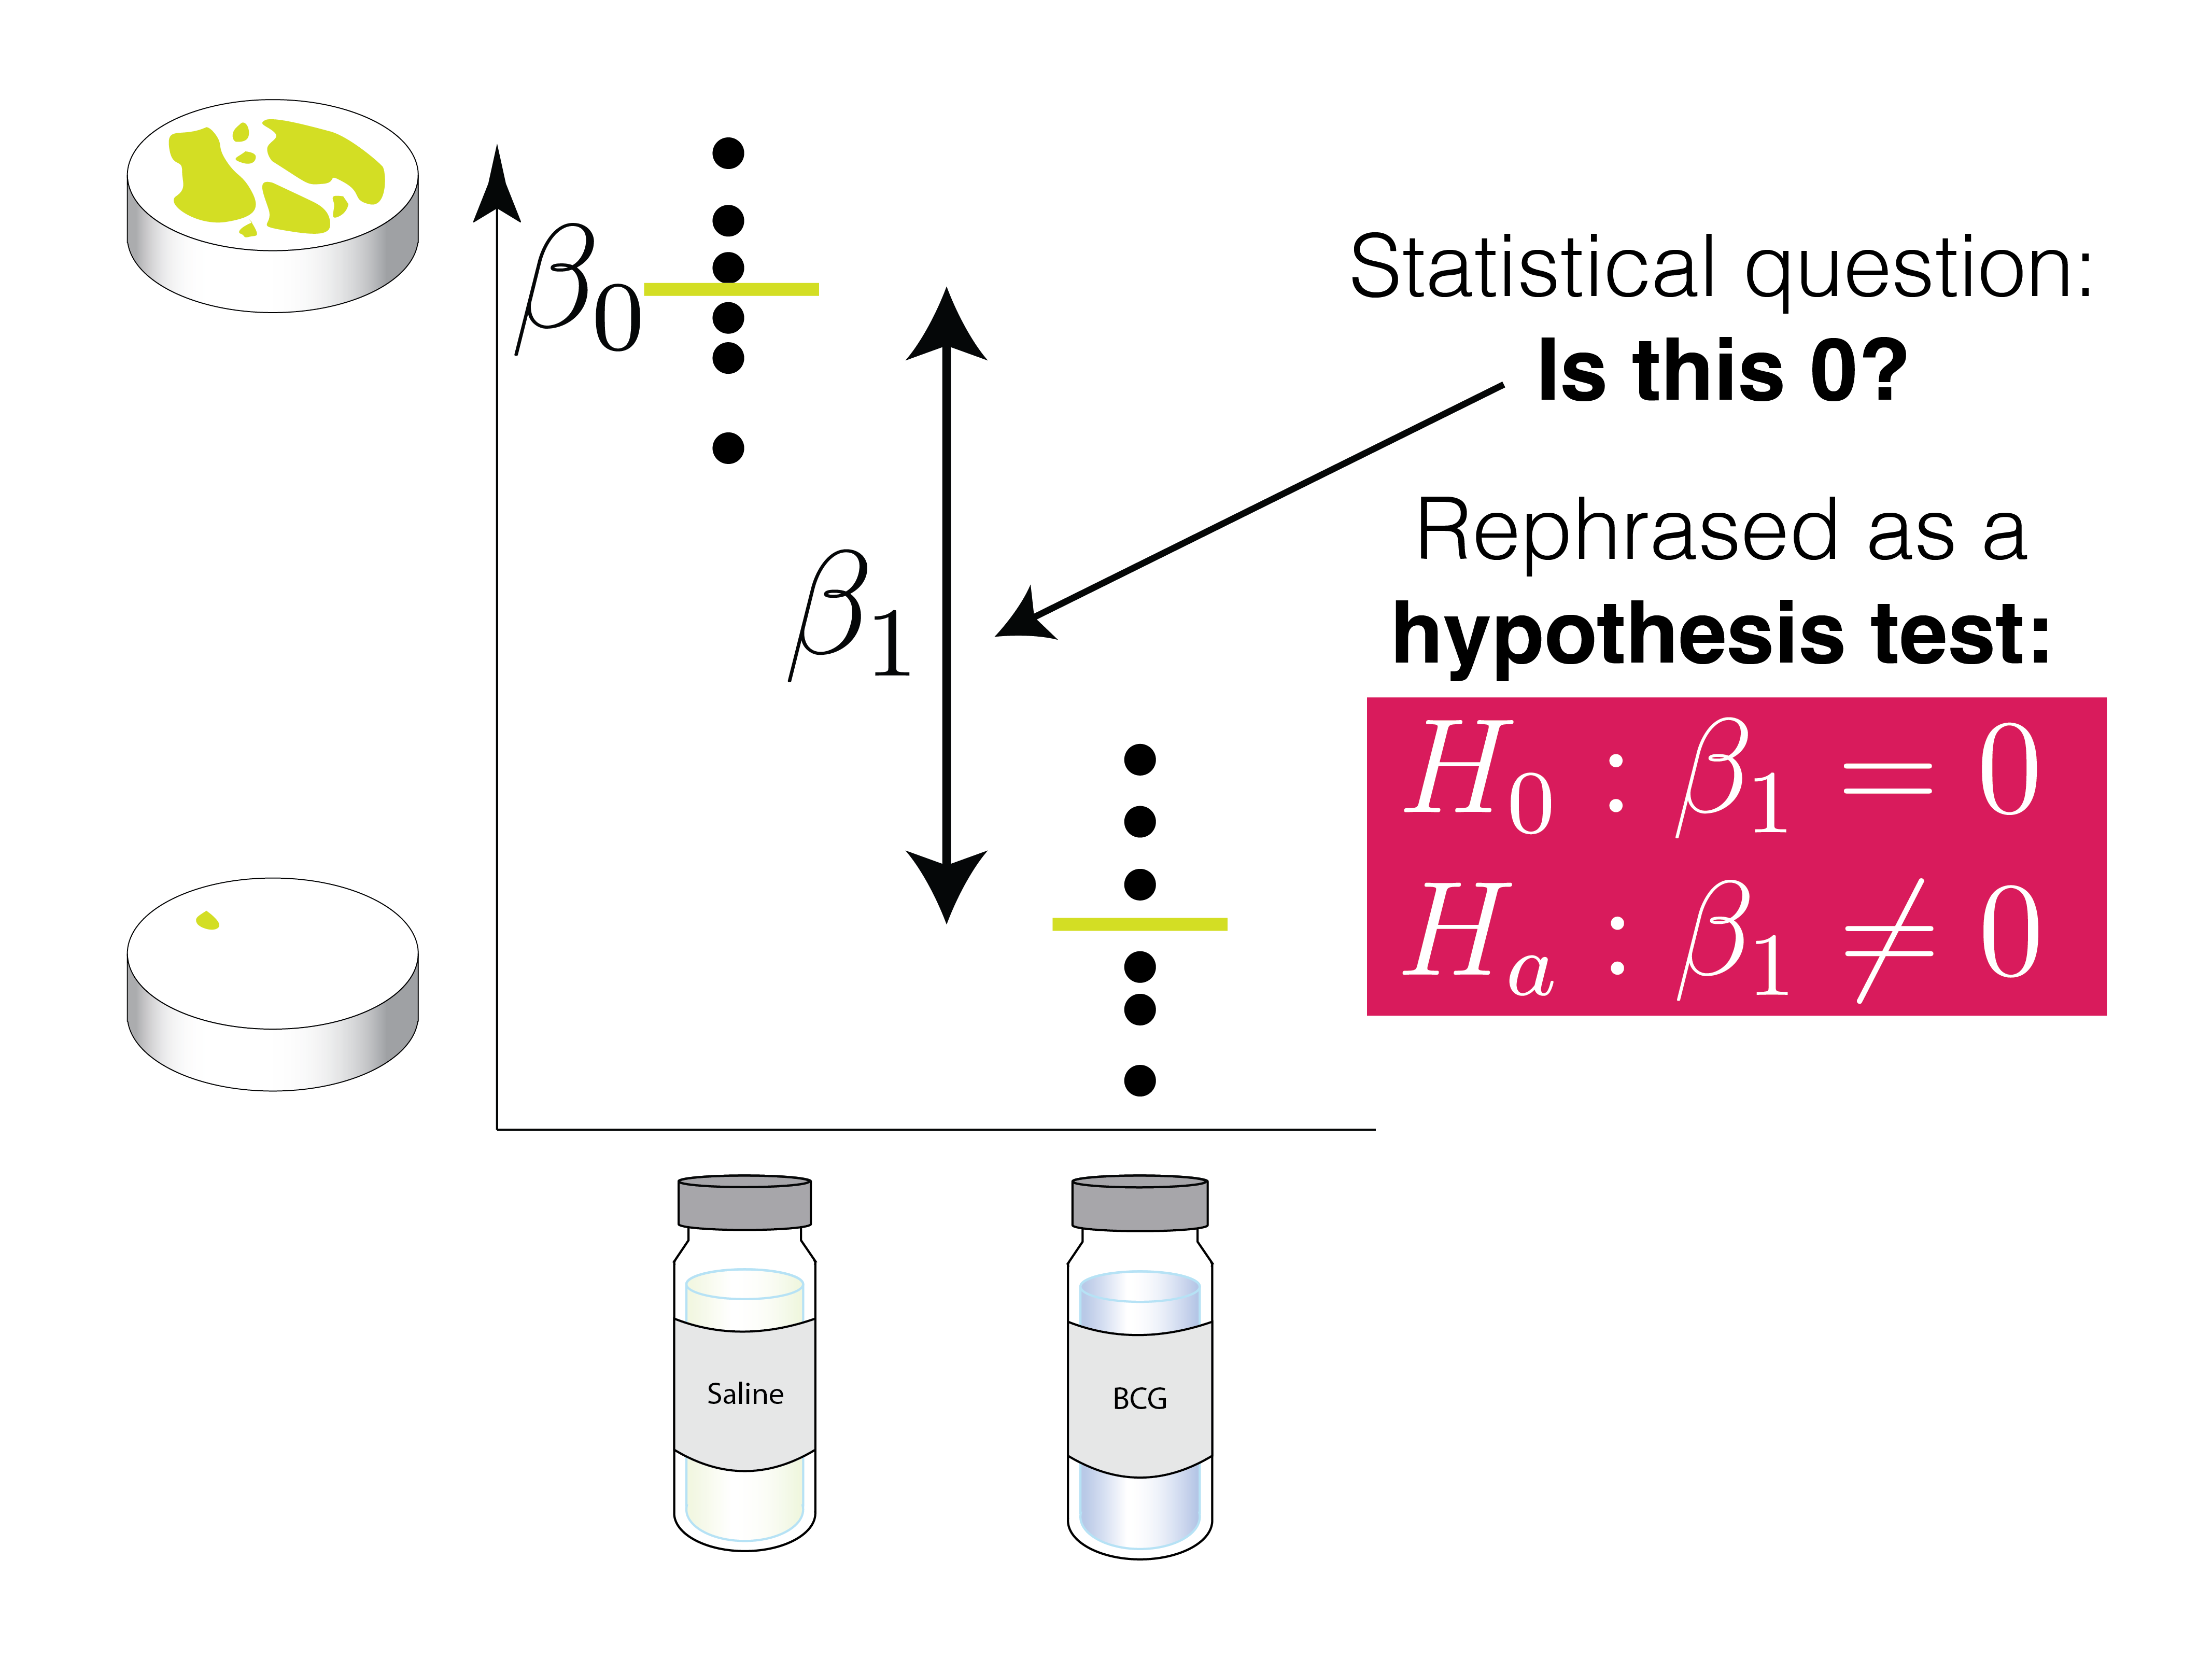 β₀
β₁
Statistical question:
Is this 0?
Rephrased as a
hypothesis test:
H₀ : β₁ = 0
Hₐ : β₁ ≠ 0
Saline
BCG